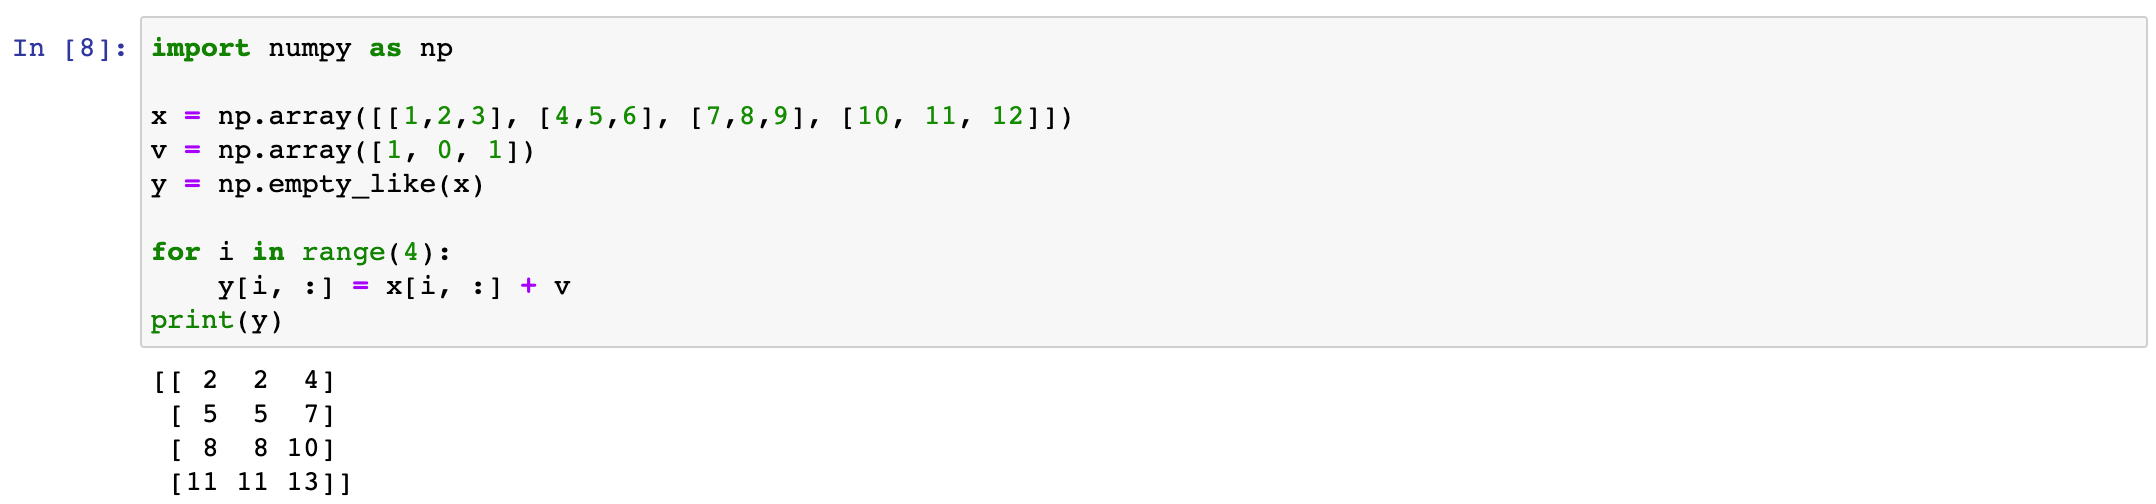 In [8]: import numpy as np
x = np.array([[1,2,3], [4,5,6], [7,8,9], [10, 11, 12]])
v = np.array([1, 0, 1])
y = np.empty_like(x)
for i in range(4):
    y[i, :] = x[i, :] + v
print(y)
[[ 2  2  4]
 [ 5  5  7]
 [ 8  8 10]
 [11 11 13]]